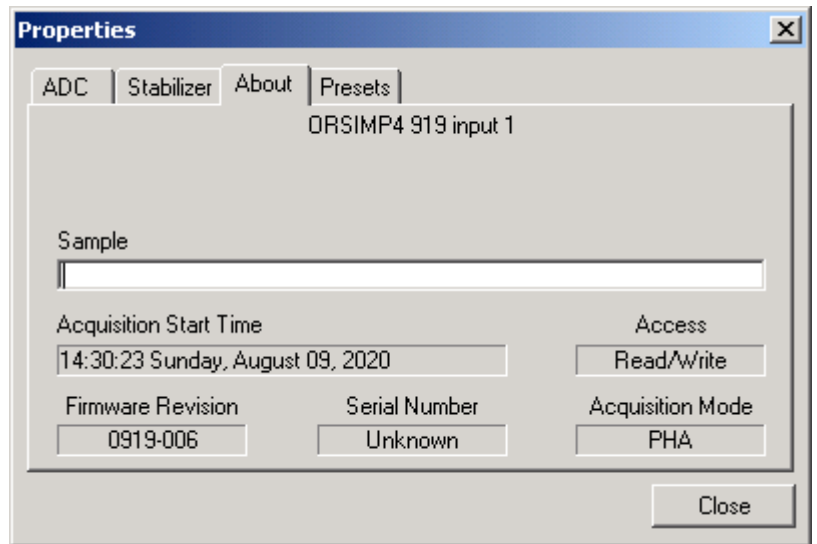 Properties
ADC Stabilizer About Presets
ORSIMP4 919 input 1
Sample
Acquisition Start Time Access
14:30:23 Sunday, August 09, 2020 Read/Write
Firmware Revision Serial Number Acquisition Mode
0919-006 Unknown PHA
Close